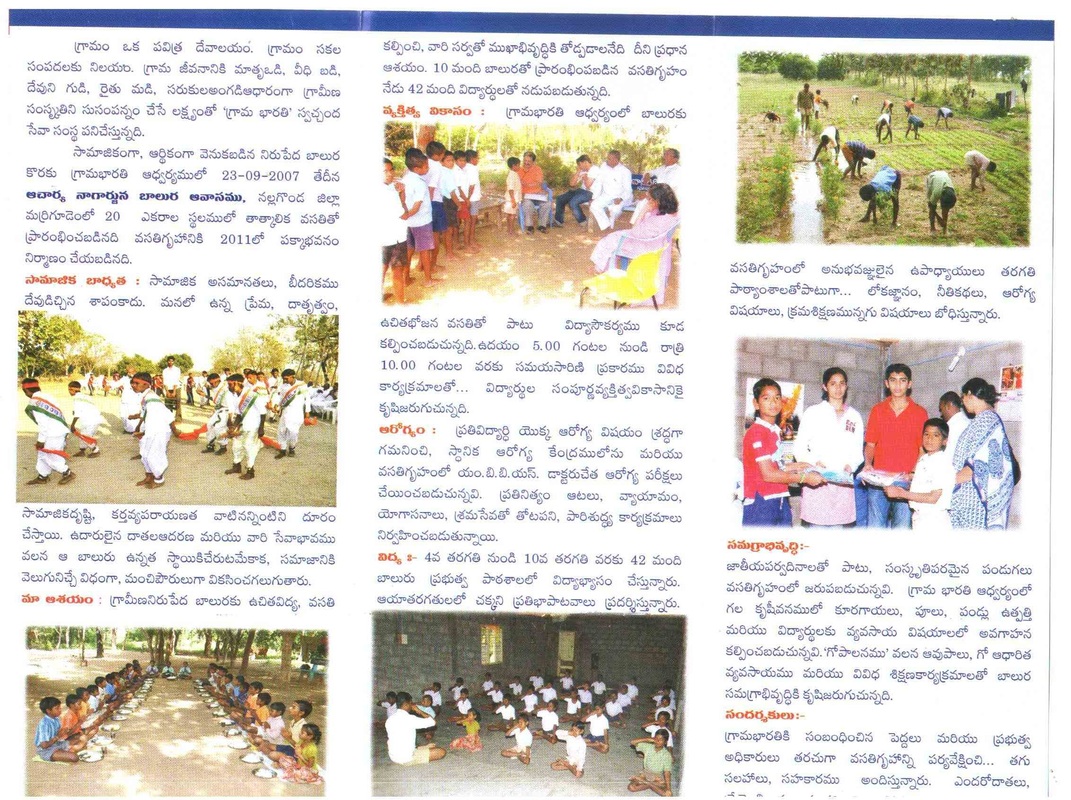 గ్రామం ఒక పవిత్ర దేవాలయం. గ్రామం సకల
సంపదలకు నిలయం. గ్రామ జీవనానికి మాతృఒడి, వీధి బడి,
దేవుని గుడి, రైతు మడి, సరుకులఅంగడిఆధారంగా గ్రామీణ
సంస్కృతిని సుసంపన్నం చేసే లక్ష్యంతో 'గ్రామ భారతి' స్వచ్ఛంద
సేవా సంస్థ పనిచేస్తున్నది.
సామాజికంగా, ఆర్థికంగా వెనుకబడిన నిరుపేద బాలుర
కొరకు గ్రామభారతి ఆధ్వర్యములో 23-09-2007 తేదీన
ఆచార్య నాగార్జున బాలుర ఆవాసము, నల్లగొండ జిల్లా
మర్రిగూడెంలో 20 ఎకరాల స్థలములో తాత్కాలిక వసతితో
ప్రారంభించబడినది వసతిగృహానికి 2011లో పక్కాభవనం
నిర్మాణం చేయబడినది.
సామాజిక బాధ్యత : సామాజిక అసమానతలు, బీదరికము
దేవుడిచ్చిన శాపంకాదు. మనలో ఉన్న ప్రేమ, దాతృత్వం,
సామాజికదృష్టి, కర్తవ్యపరాయణత వాటినన్నింటిని దూరం
చేస్తాయి. ఉదారులైన దాతలఆదరణ మరియు వారి సేవాభావము
వలన ఆ బాలురు ఉన్నత స్థాయికిచేరుటమేకాక, సమాజానికి
వెలుగునిచ్చే విధంగా, మంచిపౌరులుగా వికసించగలుగుతారు.
మా ఆశయం : గ్రామీణనిరుపేద బాలురకు ఉచితవిద్య, వసతి
కల్పించి, వారి సర్వతో ముఖాభివృద్ధికి తోడ్పడాలనేది దీని ప్రధాన
ఆశయం. 10 మంది బాలురతో ప్రారంభింపబడిన వసతిగృహం
నేడు 42 మంది విద్యార్థులతో నడుపబడుతున్నది.
వ్యక్తిత్వ వికాసం : గ్రామభారతి ఆధ్వర్యంలో బాలురకు
ఉచితభోజన వసతితో పాటు విద్యాసౌకర్యము కూడ
కల్పించబడుచున్నది.ఉదయం 5.00 గంటల నుండి రాత్రి
10.00 గంటల వరకు సమయసారిణి ప్రకారము వివిధ
కార్యక్రమాలతో... విద్యార్థుల సంపూర్ణవ్యక్తిత్వవికాసానికై
కృషిజరుగుచున్నది.
ఆరోగ్యం : ప్రతివిద్యార్థి యొక్క ఆరోగ్య విషయం శ్రద్ధగా
గమనించి, స్థానిక ఆరోగ్య కేంద్రములోను మరియు
వసతిగృహంలో యం.బి.బి.యస్. డాక్టరుచేత ఆరోగ్య పరీక్షలు
చేయించబడుచున్నవి. ప్రతినిత్యం ఆటలు, వ్యాయామం,
యోగాసనాలు, శ్రమసేవతో తోటపని, పారిశుద్ధ్య కార్యక్రమాలు
నిర్వహించబడుతున్నాయి.
విద్య :- 4వ తరగతి నుండి 10వ తరగతి వరకు 42 మంది
బాలురు ప్రభుత్వ పాఠశాలలో విద్యాభ్యాసం చేస్తున్నారు.
ఆయాతరగతులలో చక్కని ప్రతిభాపాటవాలు ప్రదర్శిస్తున్నారు.
వసతిగృహంలో అనుభవజ్ఞులైన ఉపాధ్యాయులు తరగతి
పాఠ్యాంశాలతోపాటుగా... లోకజ్ఞానం, నీతికథలు, ఆరోగ్య
విషయాలు, క్రమశిక్షణమున్నగు విషయాలు బోధిస్తున్నారు.
సమగ్రాభివృద్ధి:-
జాతీయపర్వదినాలతో పాటు, సంస్కృతిపరమైన పండుగలు
వసతిగృహంలో జరుపబడుచున్నవి. గ్రామ భారతి ఆధ్వర్యంలో
గల కృషీవనములో కూరగాయలు, పూలు, పండ్లు ఉత్పత్తి
మరియు విద్యార్థులకు వ్యవసాయ విషయాలలో అవగాహన
కల్పించబడుచున్నవి.'గోపాలనము' వలన ఆవుపాలు, గో ఆధారిత
వ్యవసాయము మరియు వివిధ శిక్షణకార్యక్రమాలతో బాలుర
సమగ్రాభివృద్ధికి కృషిజరుగుచున్నది.
సందర్శకులు:-
గ్రామభారతికి సంబంధించిన పెద్దలు మరియు ప్రభుత్వ
అధికారులు తరచుగా వసతిగృహాన్ని పర్యవేక్షించి... తగు
సలహాలు, సహకారము అందిస్తున్నారు. ఎందరోదాతలు,